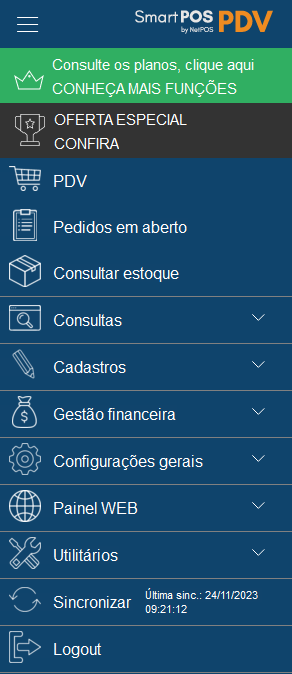 SmartPOS PDV
by NetPOS
Consulte os planos, clique aqui
CONHEÇA MAIS FUNÇÕES
OFERTA ESPECIAL
CONFIRA
PDV
Pedidos em aberto
Consultar estoque
Consultas
Cadastros
Gestão financeira
Configurações gerais
Painel WEB
Utilitários
Sincronizar
Última sinc.: 24/11/2023
09:21:12
Logout